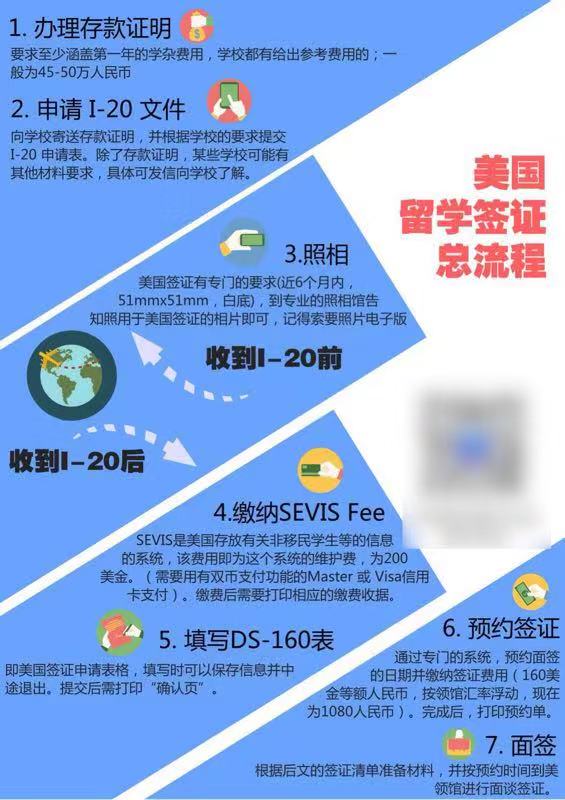 1. 办理存款证明
要求至少涵盖第一年的学杂费用，学校都有给出参考费用的；一
般为45-50万人民币
2. 申请 I-20 文件
向学校寄送存款证明，并根据学校的要求提交
I-20 申请表。除了存款证明，某些学校可能有
其他材料要求，具体可发信向学校了解。
美国
留学签证
总流程
3.照相
美国签证有专门的要求(近6个月内，
51mmx51mm，白底)，到专业的照相馆告
知照用于美国签证的相片即可，记得索要照片电子版
收到I-20前
收到I-20后
4.缴纳SEVIS Fee
SEVIS是美国存放有关非移民学生等的信息
的系统，该费用即为这个系统的维护费，为200
美金。（需要用有双币支付功能的Master 或 Visa信用
卡支付）。缴费后需要打印相应的缴费收据。
5. 填写DS-160表
即美国签证申请表格，填写时可以保存信息并中
途退出。提交后需打印“确认页”。
6. 预约签证
通过专门的系统，预约面签
的日期并缴纳签证费用（160美
金等额人民币，按领馆汇率浮动，现在
为1080人民币）。完成后，打印预约单。
7. 面签
根据后文的签证清单准备材料，并按预约时间到美
领馆进行面谈签证。